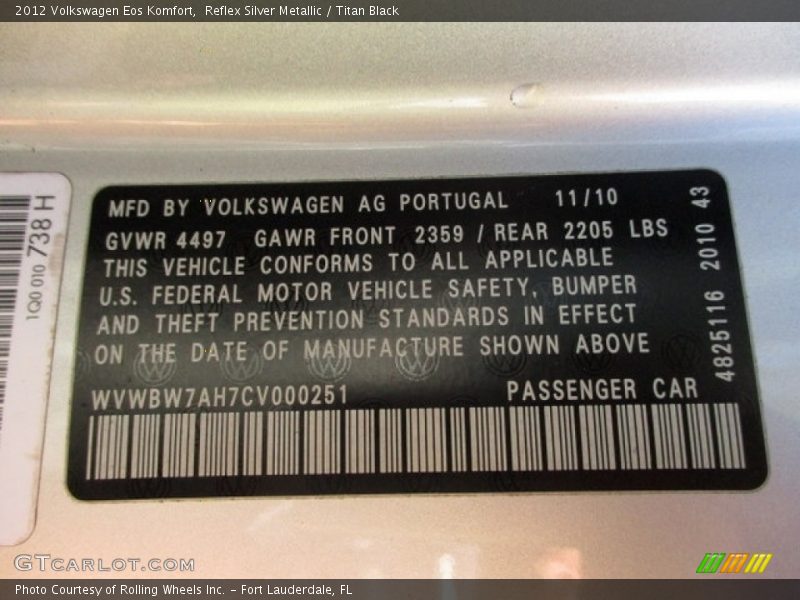 2012 Volkswagen Eos Komfort,  Reflex Silver Metallic / Titan Black
MFD BY VOLKSWAGEN AG PORTUGAL 11/10
GVWR 4497 GAWR FRONT 2359 / REAR 2205 LBS
THIS VEHICLE CONFORMS TO ALL APPLICABLE
U.S. FEDERAL MOTOR VEHICLE SAFETY, BUMPER
AND THEFT PREVENTION STANDARDS IN EFFECT
ON THE DATE OF MANUFACTURE SHOWN ABOVE
WVWBW7AH7CV000251 PASSENGER CAR
4825116 2010 43
1Q0 010 738 H
GTCARLOT.COM
Photo Courtesy of Rolling Wheels Inc. – Fort Lauderdale, FL